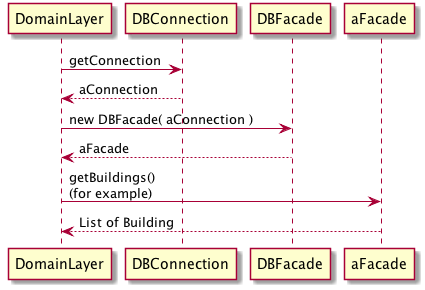 DomainLayer DBConnection DBFacade aFacade
getConnection
aConnection
new DBFacade( aConnection )
aFacade
getBuildings()
(for example)
List of Building
DomainLayer DBConnection DBFacade aFacade